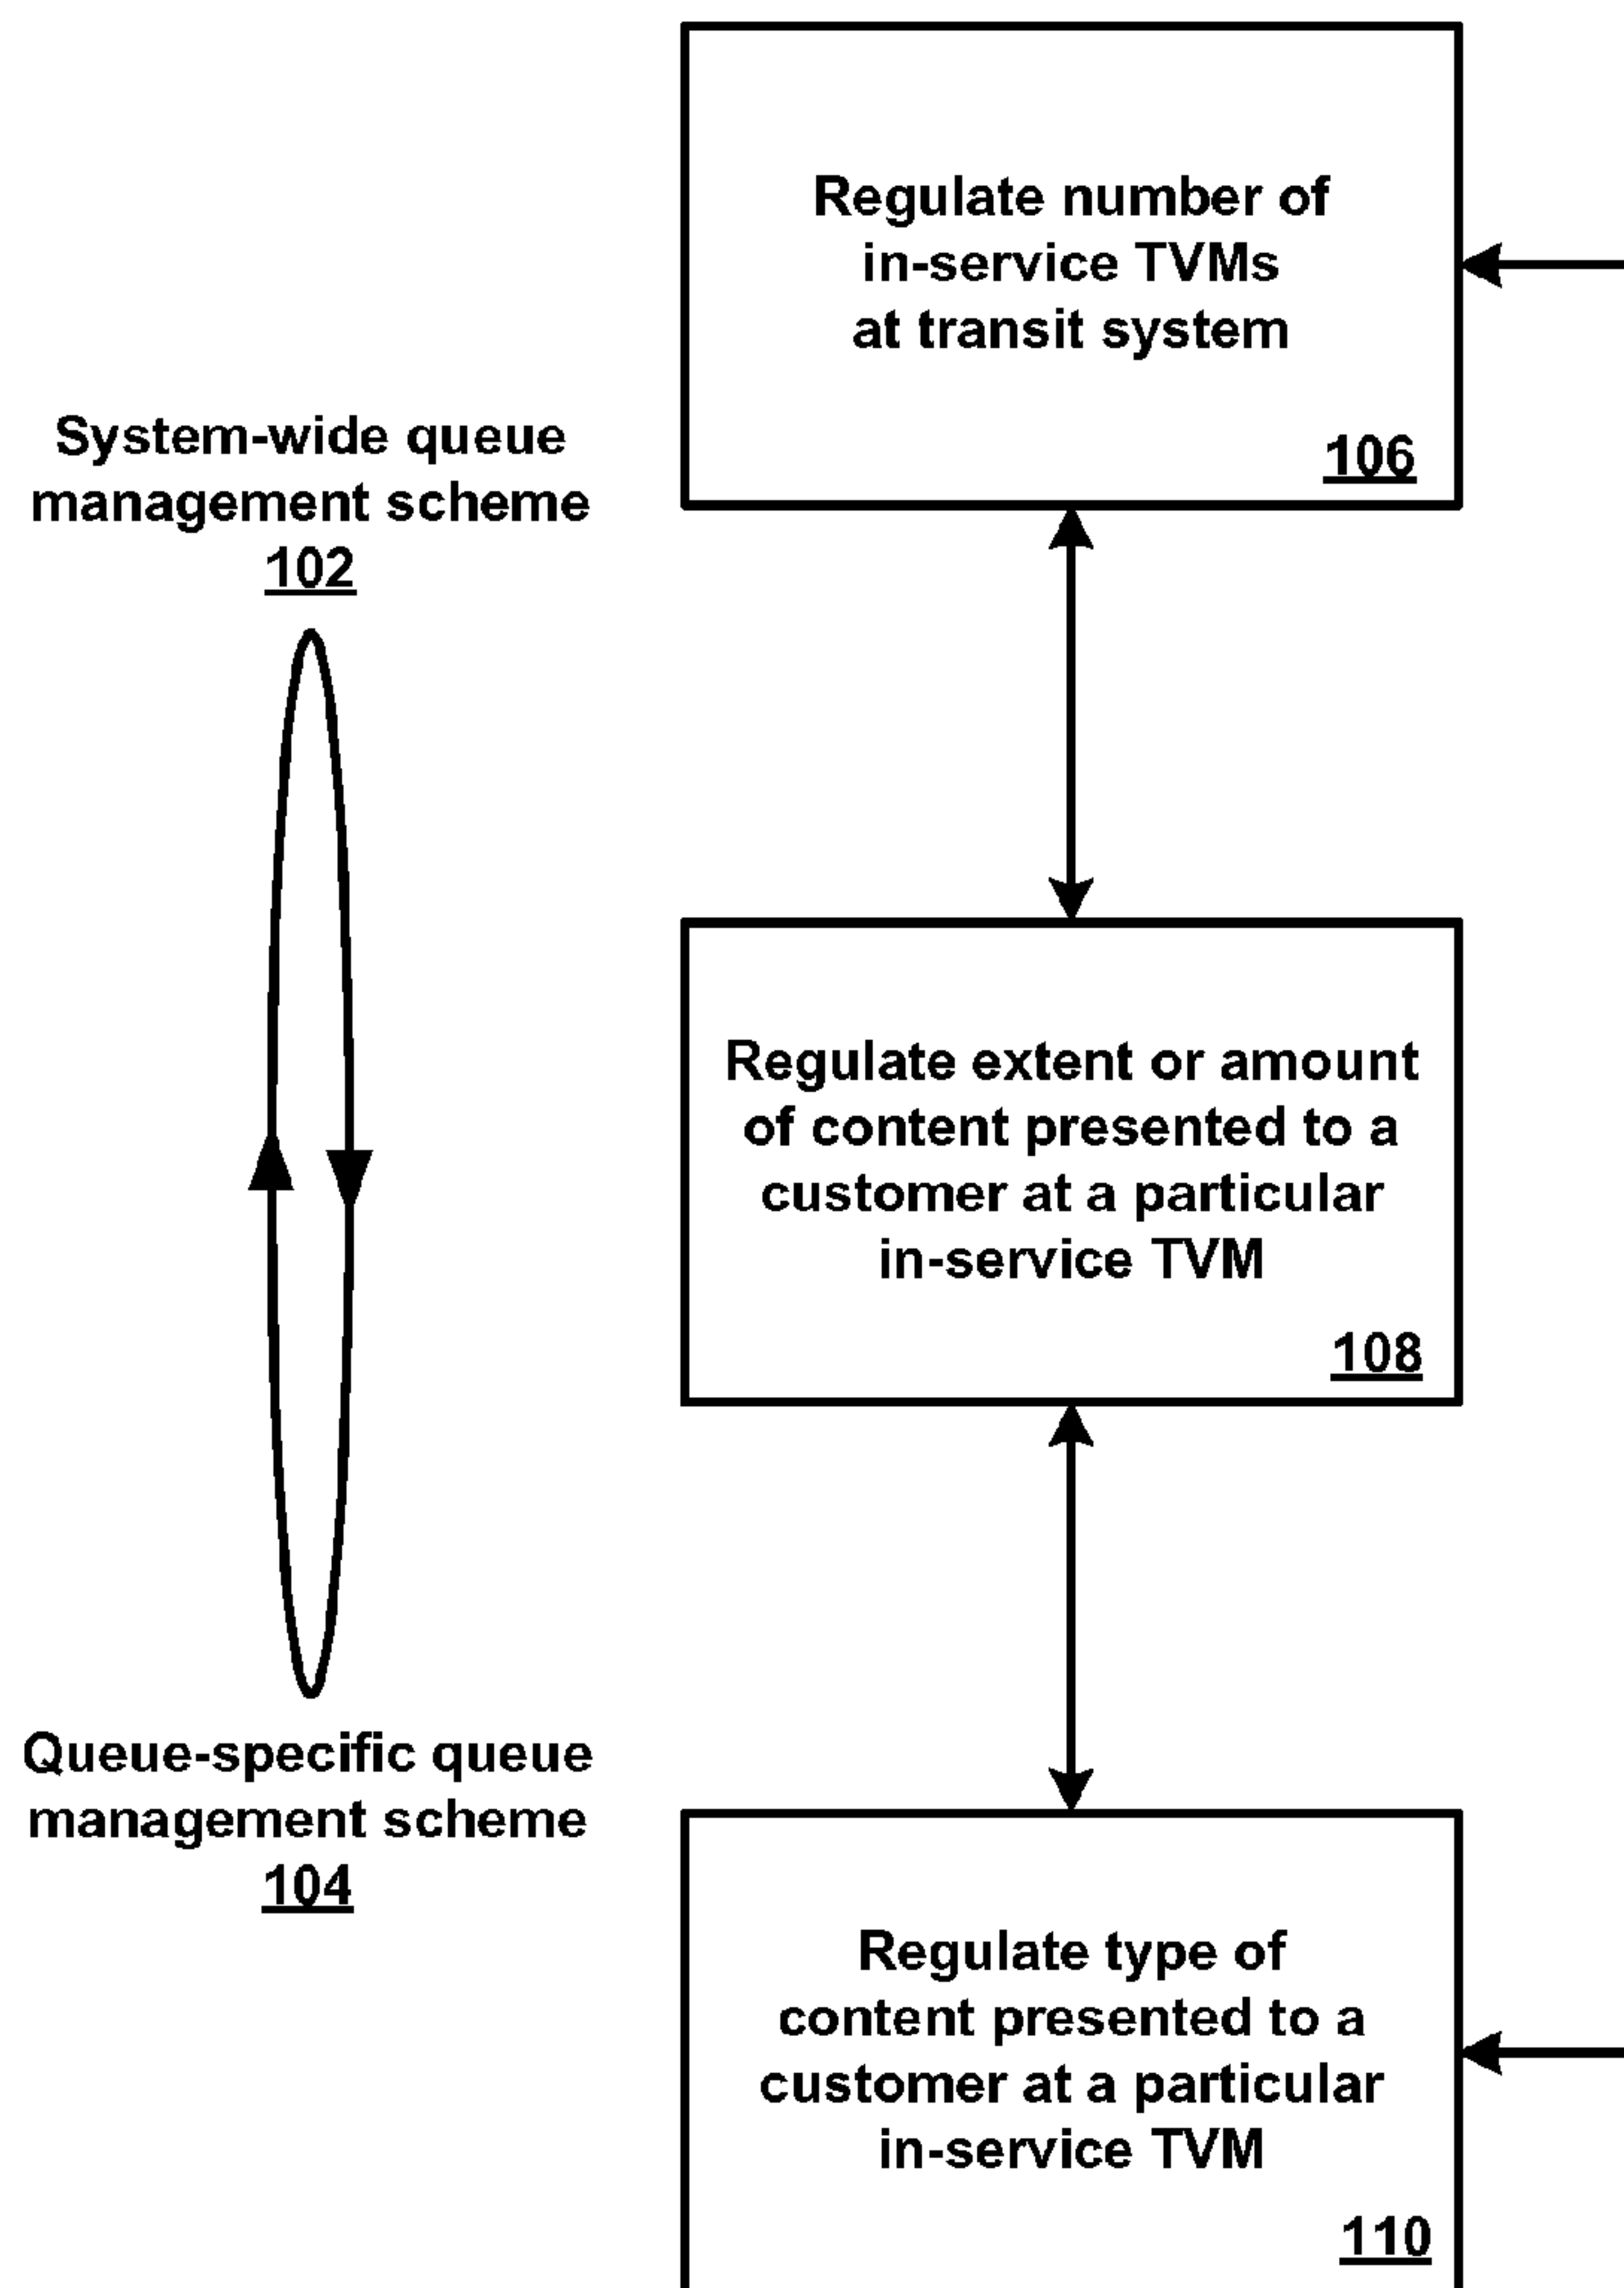 Regulate number of
in-service TVMs
at transit system
106
System-wide queue
management scheme
102
Regulate extent or amount
of content presented to a
customer at a particular
in-service TVM
108
Queue-specific queue
management scheme
104
Regulate type of
content presented to a
customer at a particular
in-service TVM
110